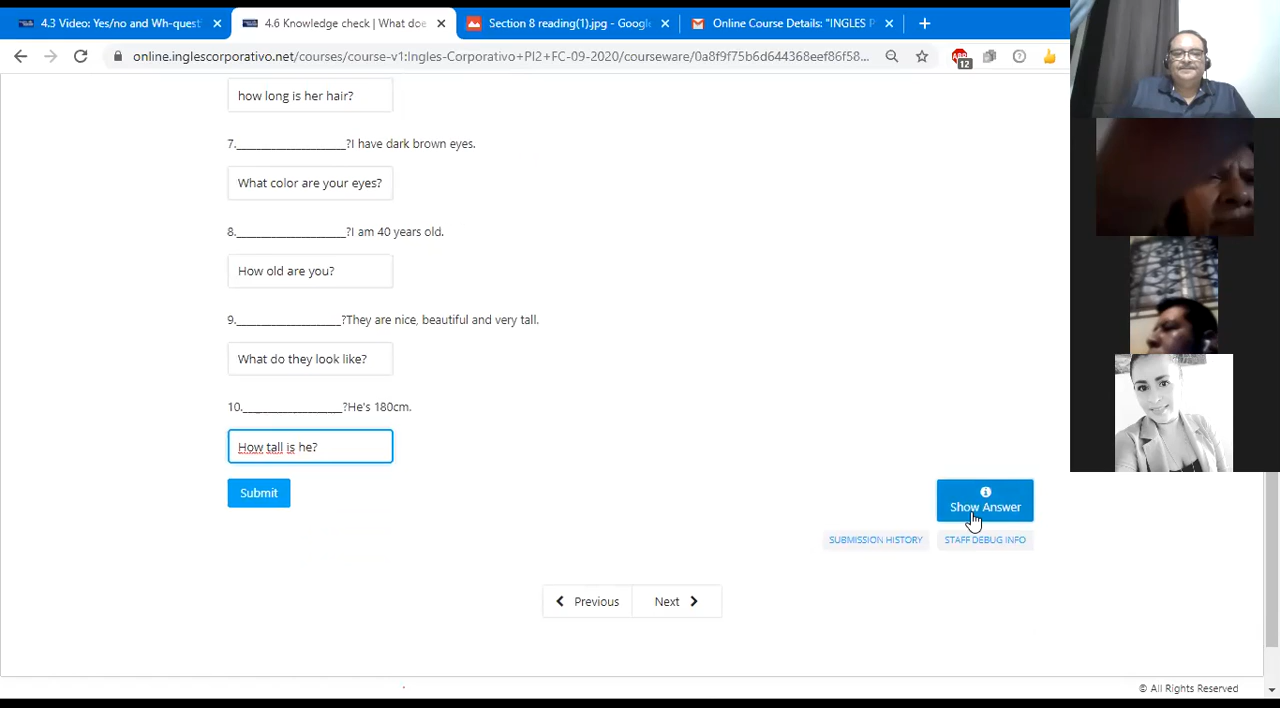 4.3 Video: Yes/no and Wh-quest
4.6 Knowledge check | What doe
Section 8 reading(1).jpg - Googl
Online Course Details: "INGLES P
online.inglescorporativo.net/courses/course-v1:Ingles-Corporativo+PI2+FC-09-2020/courseware/0a8f9f75b6d644368eef86f58...
12
how long is her hair?
7.____________________?I have dark brown eyes.
What color are your eyes?
8.____________________?I am 40 years old.
How old are you?
9.___________________?They are nice, beautiful and very tall.
What do they look like?
10.__________________?He's 180cm.
How tall is he?
Submit
Show Answer
SUBMISSION HISTORY
STAFF DEBUG INFO
Previous
Next
© All Rights Reserved